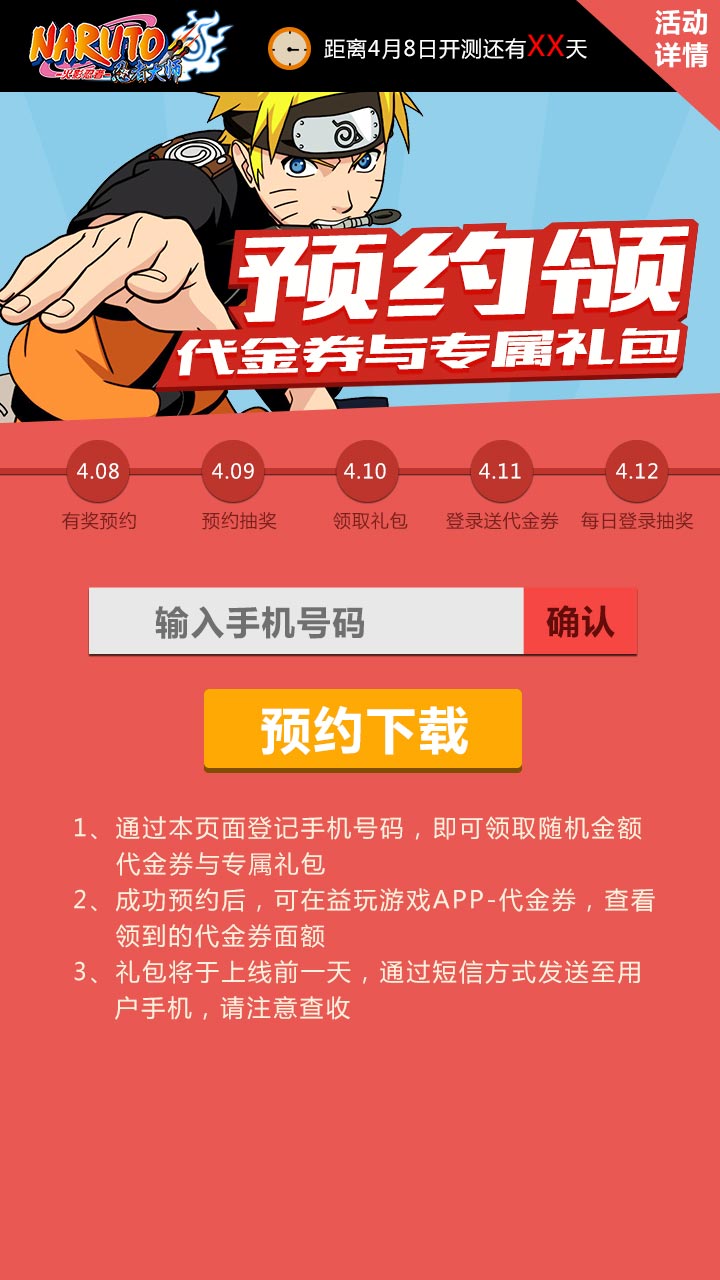 NARUTO
-火影忍者-忍者大师
距离4月8日开测还有XX天
活动
详情
预约领
代金券与专属礼包
4.08
4.09
4.10
4.11
4.12
有奖预约
预约抽奖
领取礼包
登录送代金券
每日登录抽奖
输入手机号码
确认
预约下载
1、通过本页面登记手机号码，即可领取随机金额
代金券与专属礼包
2、成功预约后，可在益玩游戏APP-代金券，查看
领到的代金券面额
3、礼包将于上线前一天，通过短信方式发送至用
户手机，请注意查收